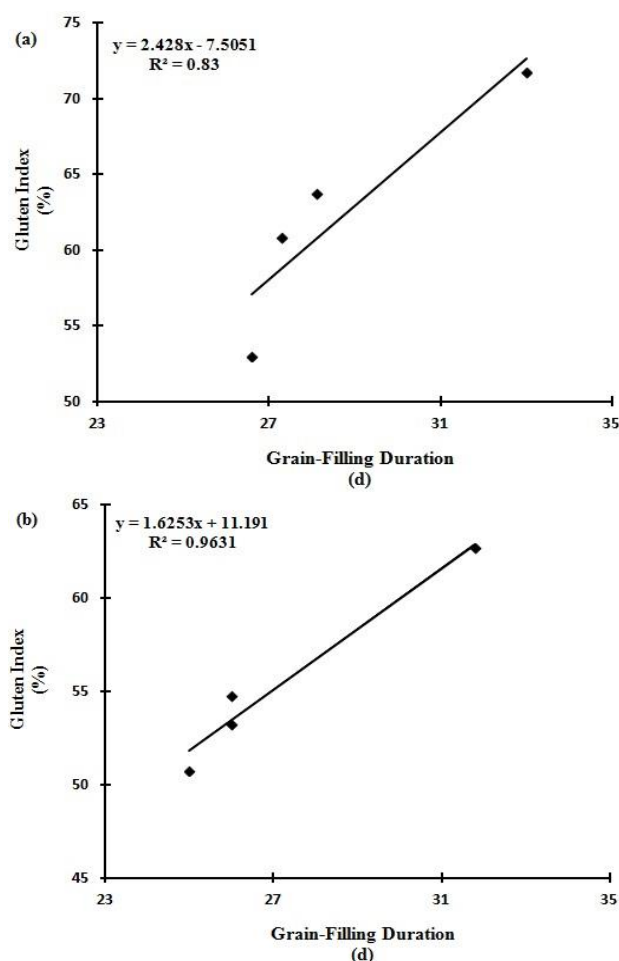 (a)
y = 2.428x - 7.5051
R² = 0.83
75
70
65
60
55
50
Gluten Index
(%)
23
27
31
35
Grain-Filling Duration
(d)
(b)
y = 1.6253x + 11.191
R² = 0.9631
65
60
55
50
45
Gluten Index
(%)
23
27
31
35
Grain-Filling Duration
(d)